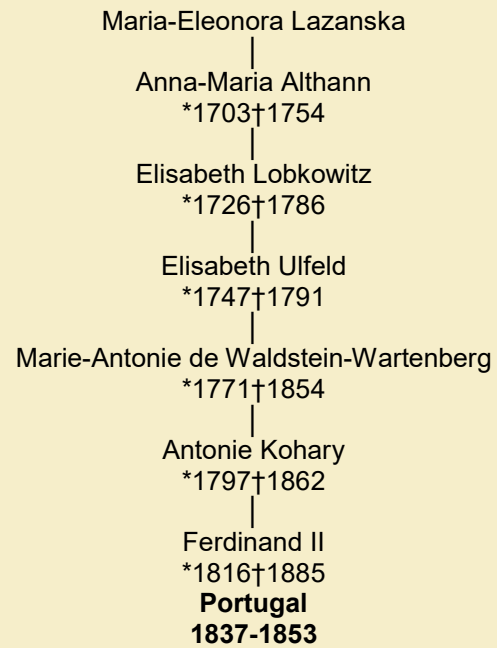 Maria-Eleonora Lazanska
Anna-Maria Althann
*1703†1754
Elisabeth Lobkowitz
*1726†1786
Elisabeth Ulfeld
*1747†1791
Marie-Antonie de Waldstein-Wartenberg
*1771†1854
Antonie Kohary
*1797†1862
Ferdinand II
*1816†1885
Portugal
1837-1853